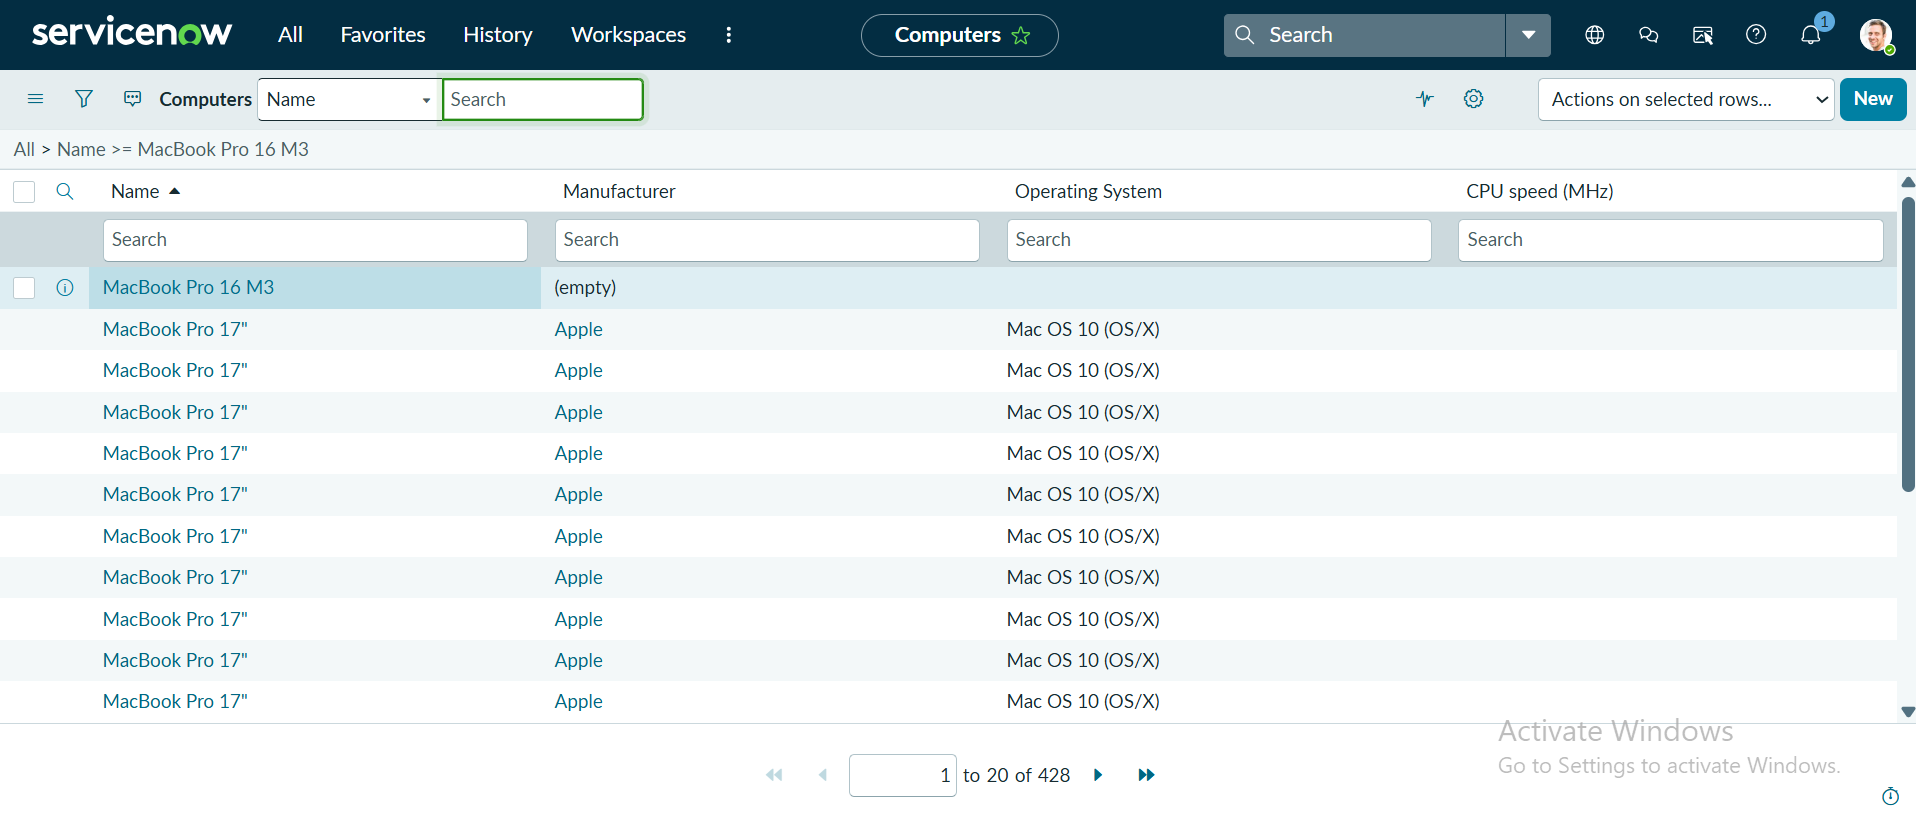 servicenow All Favorites History Workspaces Computers Search 1
Computers Name Search Actions on selected rows... New
All > Name >= MacBook Pro 16 M3
Name Manufacturer Operating System CPU speed (MHz)
Search Search Search Search
MacBook Pro 16 M3 (empty)
MacBook Pro 17" Apple Mac OS 10 (OS/X)
MacBook Pro 17" Apple Mac OS 10 (OS/X)
MacBook Pro 17" Apple Mac OS 10 (OS/X)
MacBook Pro 17" Apple Mac OS 10 (OS/X)
MacBook Pro 17" Apple Mac OS 10 (OS/X)
MacBook Pro 17" Apple Mac OS 10 (OS/X)
MacBook Pro 17" Apple Mac OS 10 (OS/X)
MacBook Pro 17" Apple Mac OS 10 (OS/X)
MacBook Pro 17" Apple Mac OS 10 (OS/X)
MacBook Pro 17" Apple Mac OS 10 (OS/X)
Activate Windows
Go to Settings to activate Windows.
1 to 20 of 428